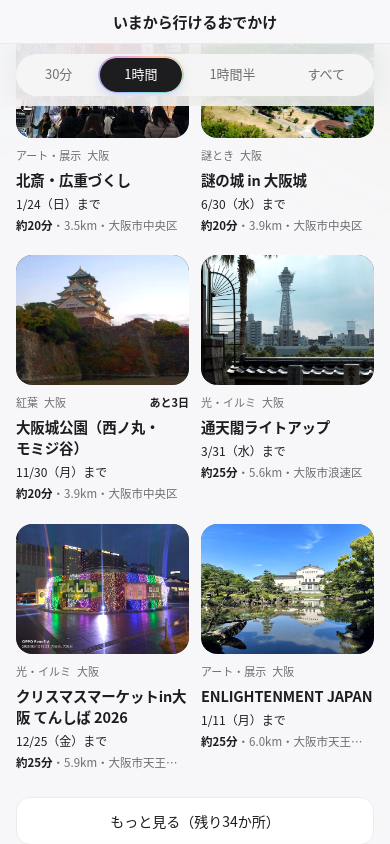 いまから行けるおでかけ
30分
1時間
1時間半
すべて
アート・展示 大阪
北斎・広重づくし
1/24（日）まで
約20分・3.5km・大阪市中央区
謎とき 大阪
謎の城 in 大阪城
6/30（水）まで
約20分・3.9km・大阪市中央区
紅葉 大阪
あと3日
大阪城公園（西ノ丸・
モミジ谷）
11/30（月）まで
約20分・3.9km・大阪市中央区
光・イルミ 大阪
通天閣ライトアップ
3/31（水）まで
約25分・5.6km・大阪市浪速区
光・イルミ 大阪
クリスマスマーケットin大
阪 てんしば 2026
12/25（金）まで
約25分・5.9km・大阪市天王…
アート・展示 大阪
ENLIGHTENMENT JAPAN
1/11（月）まで
約25分・6.0km・大阪市天王…
もっと見る（残り34か所）